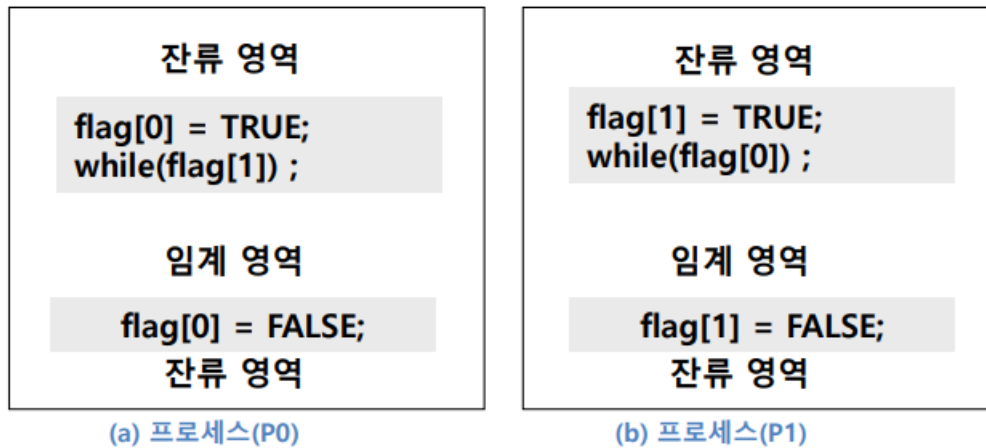 잔류 영역
flag[0] = TRUE;
while(flag[1]) ;
임계 영역
flag[0] = FALSE;
잔류 영역
(a) 프로세스(P0)
잔류 영역
flag[1] = TRUE;
while(flag[0]) ;
임계 영역
flag[1] = FALSE;
잔류 영역
(b) 프로세스(P1)